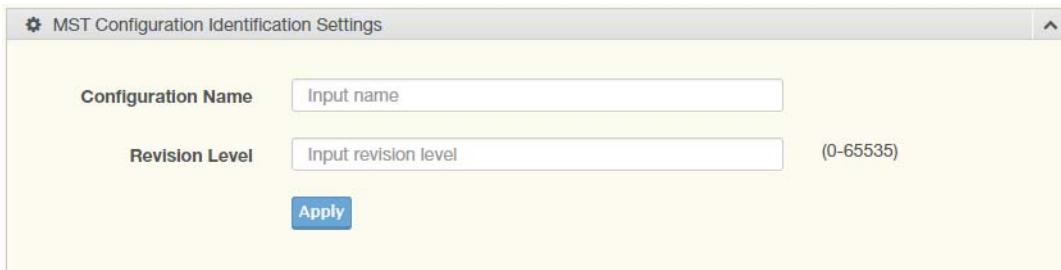 MST Configuration Identification Settings
Configuration Name Input name
Revision Level Input revision level (0-65535)
Apply